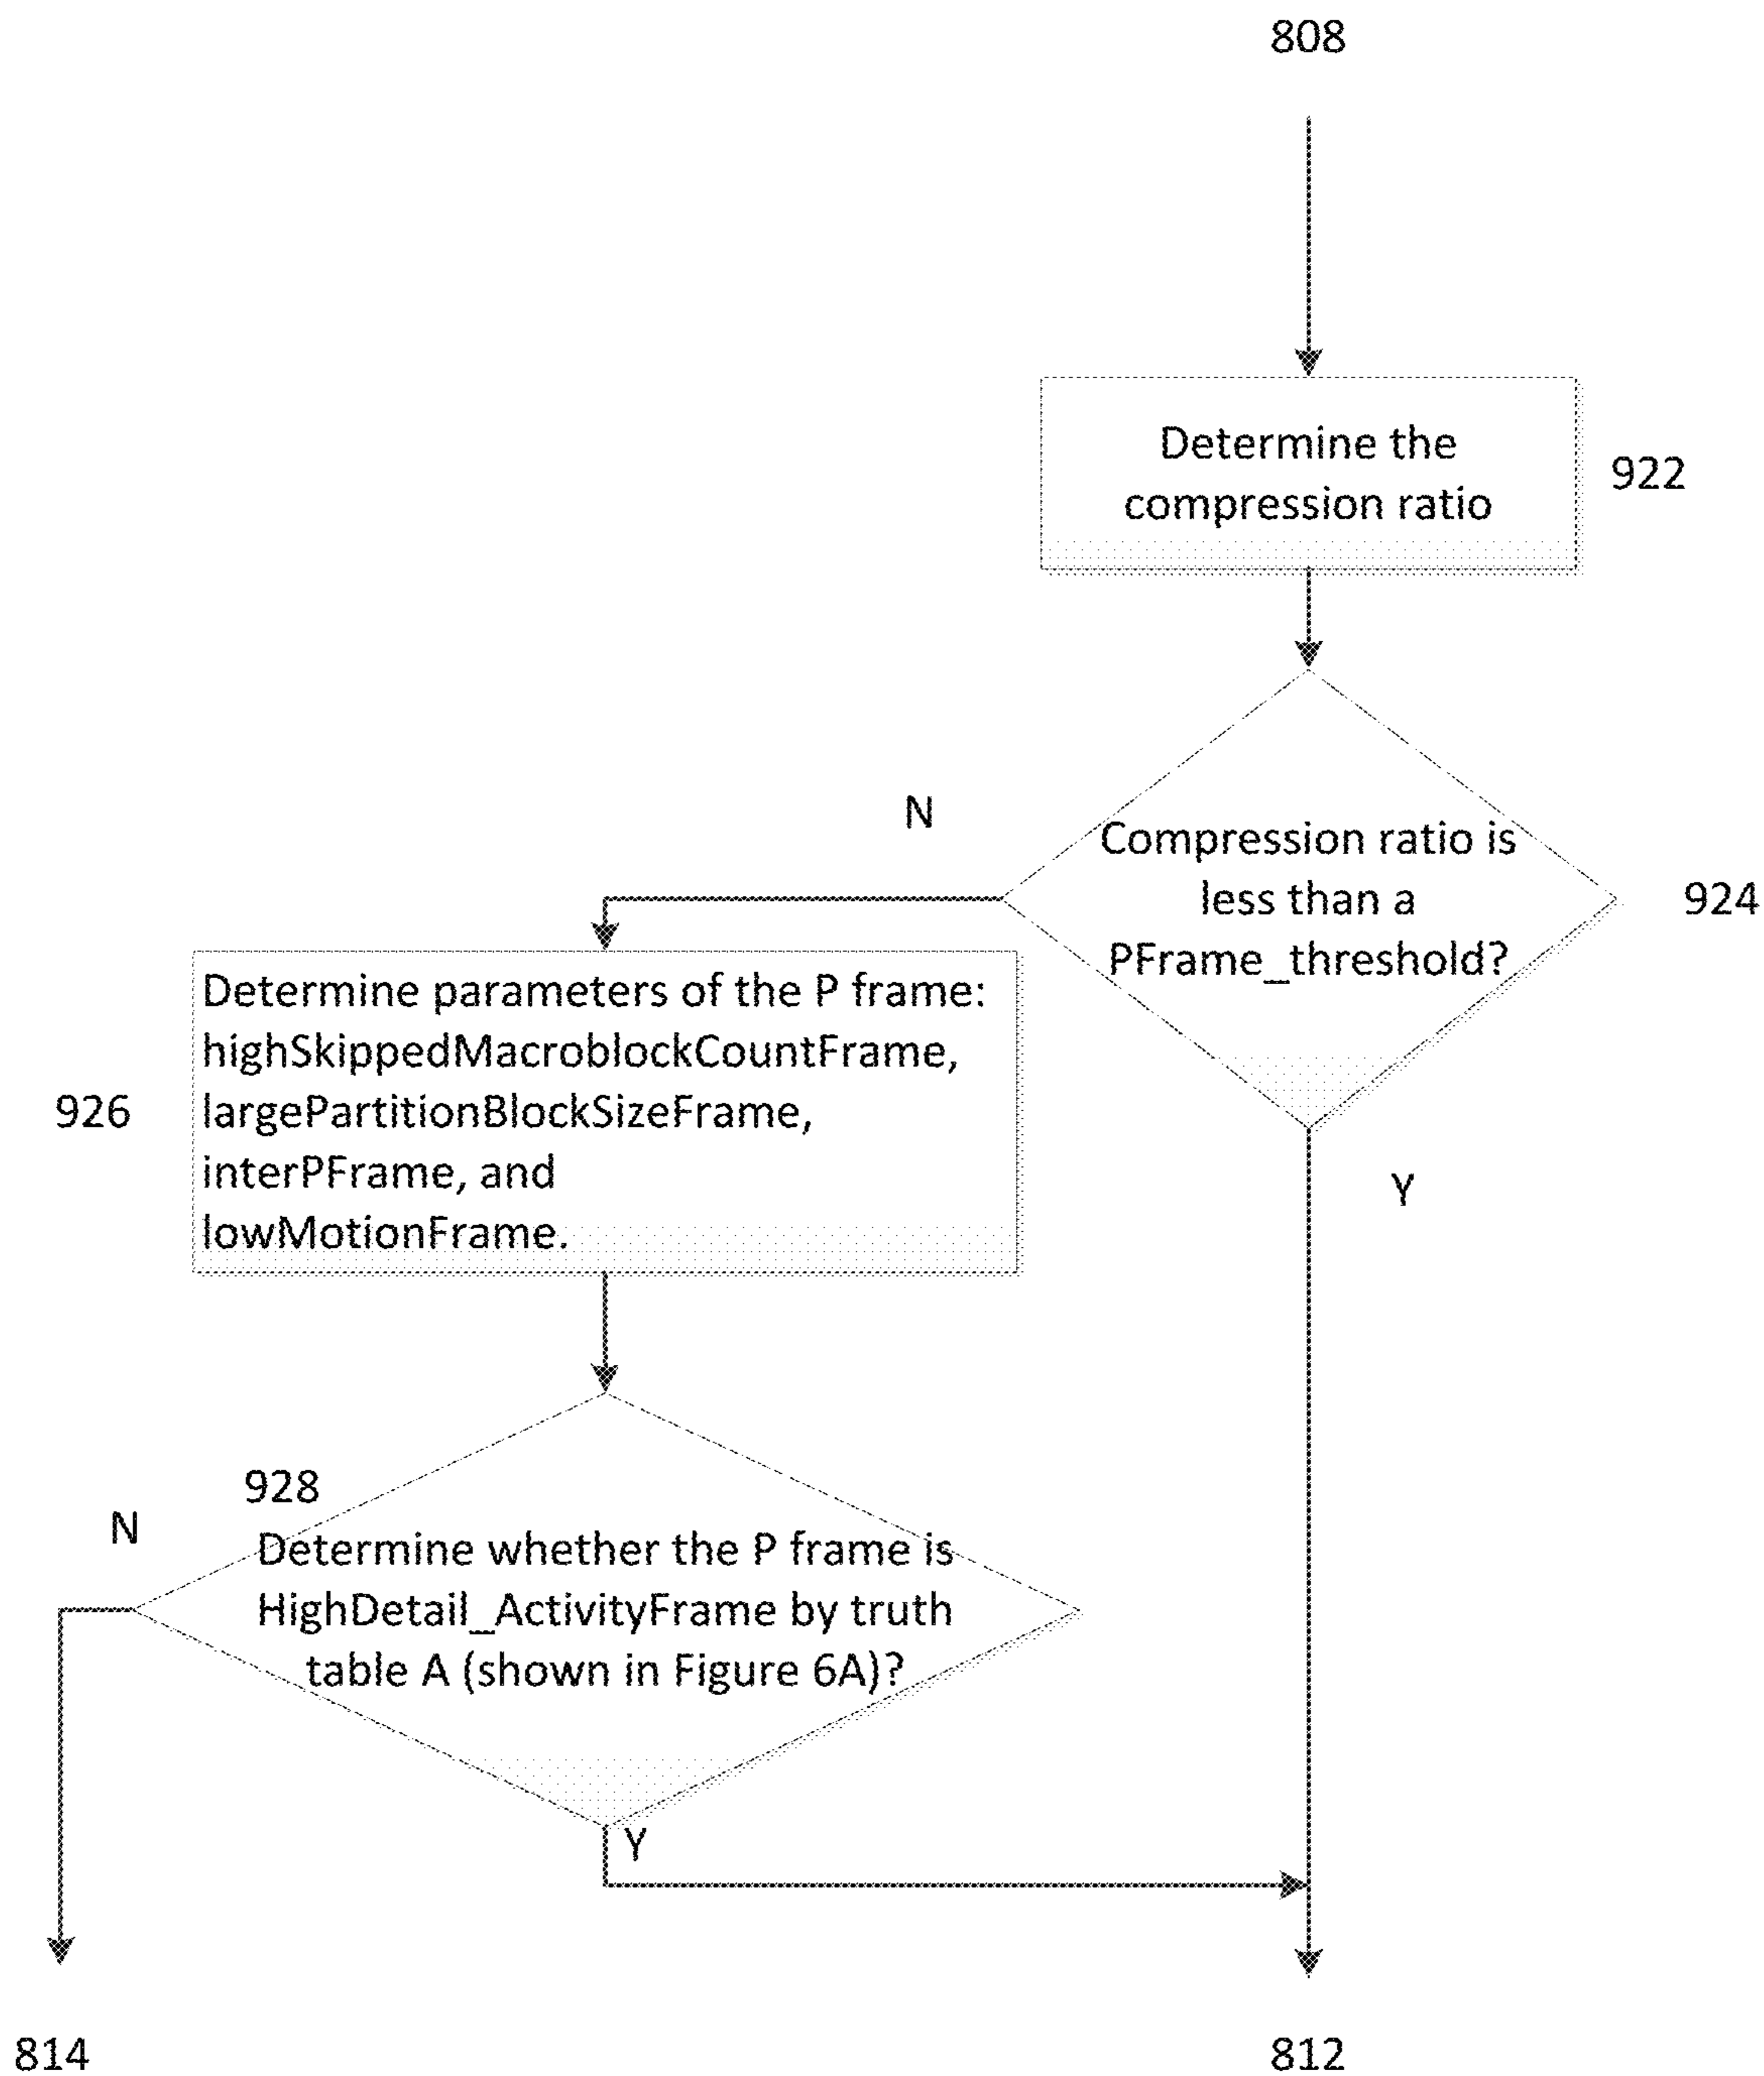 808
Determine the
compression ratio
922
N
Compression ratio is
less than a
PFrame_threshold?
924
Determine parameters of the P frame:
highSkippedMacroblockCountFrame,
largePartitionBlockSizeFrame,
interPFrame, and
lowMotionFrame.
926
Y
928
N
Determine whether the P frame is
HighDetail_ActivityFrame by truth
table A (shown in Figure 6A)?
Y
814
812